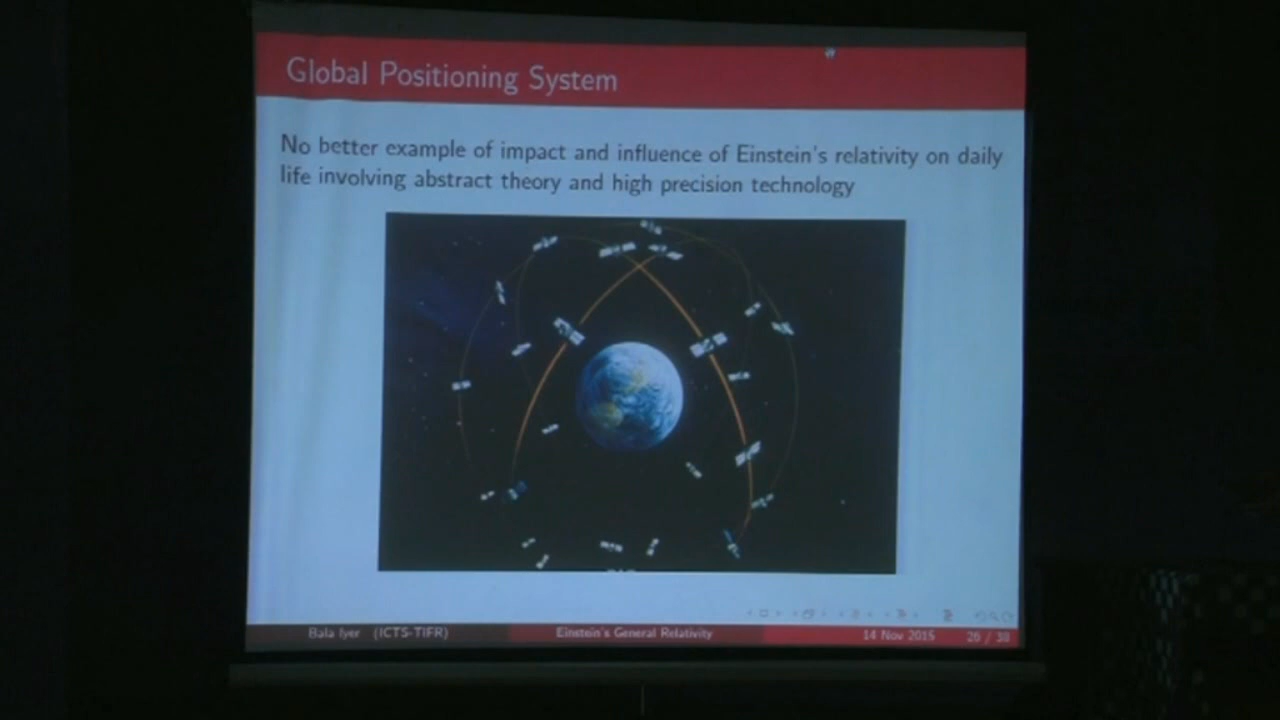 Global Positioning System
No better example of impact and influence of Einstein's relativity on daily
life involving abstract theory and high precision technology
Bala Iyer (ICTS-TIFR) Einstein's General Relativity 14 Nov 2015 26 / 38